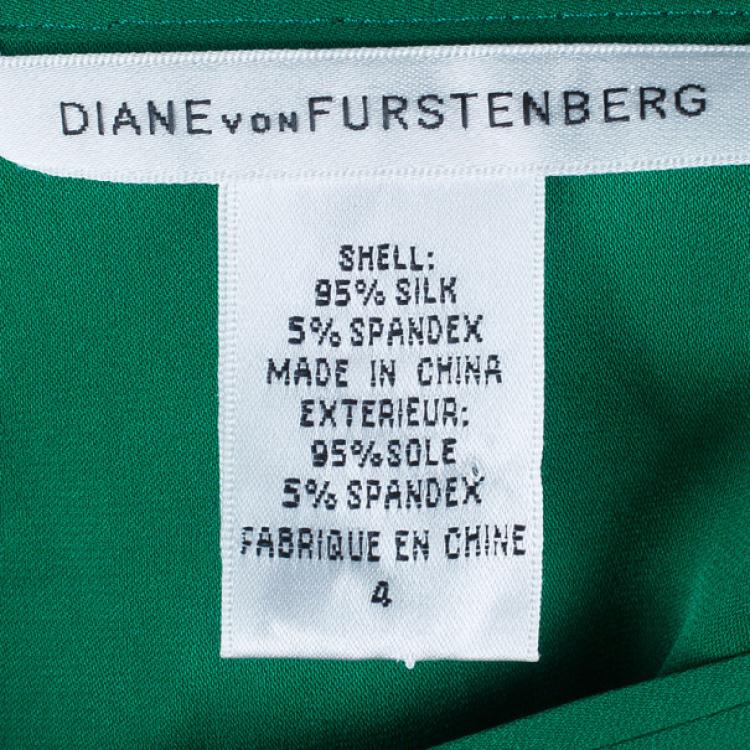 DIANE VON FURSTENBERG
SHELL:
95% SILK
5% SPANDEX
MADE IN CHINA
EXTERIEUR:
95% SOLE
5% SPANDEX
FABRIQUE EN CHINE
4